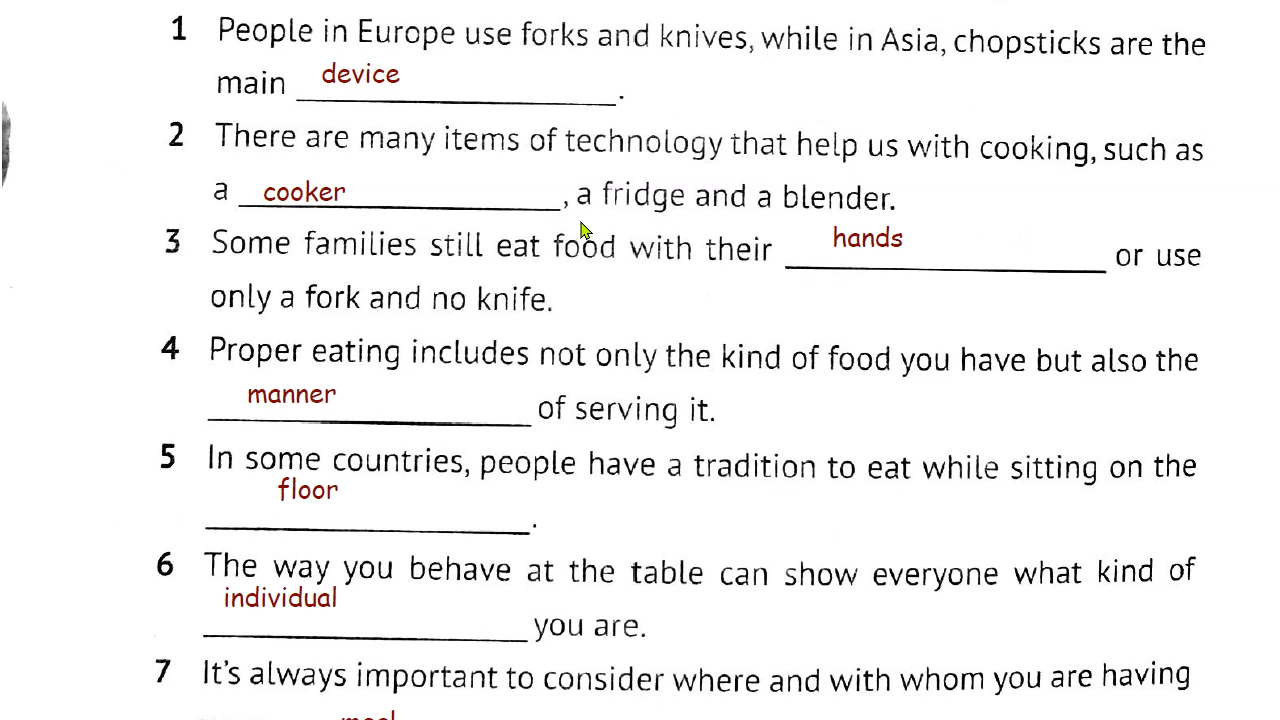 1 People in Europe use forks and knives, while in Asia, chopsticks are the
main device.
2 There are many items of technology that help us with cooking, such as
a cooker, a fridge and a blender.
3 Some families still eat food with their hands or use
only a fork and no knife.
4 Proper eating includes not only the kind of food you have but also the
manner of serving it.
5 In some countries, people have a tradition to eat while sitting on the
floor.
6 The way you behave at the table can show everyone what kind of
individual you are.
7 It's always important to consider where and with whom you are having